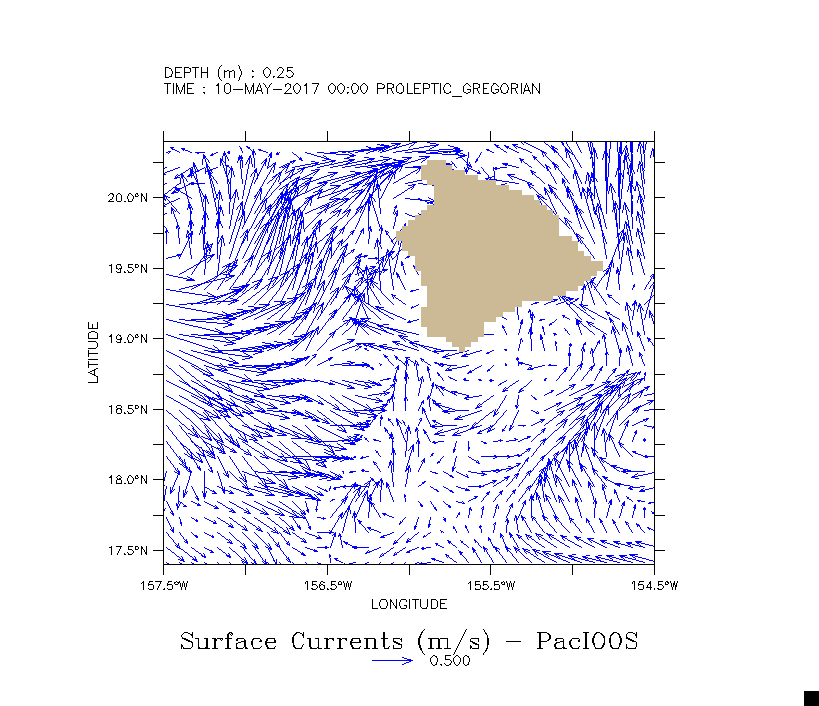 DEPTH (m) : 0.25
TIME : 10-MAY-2017 00:00 PROLEPTIC_GREGORIAN
20.0°N
19.5°N
19.0°N
18.5°N
18.0°N
17.5°N
LATITUDE
157.5°W 156.5°W 155.5°W 154.5°W
LONGITUDE
Surface Currents (m/s) - PacIOOS
0.500